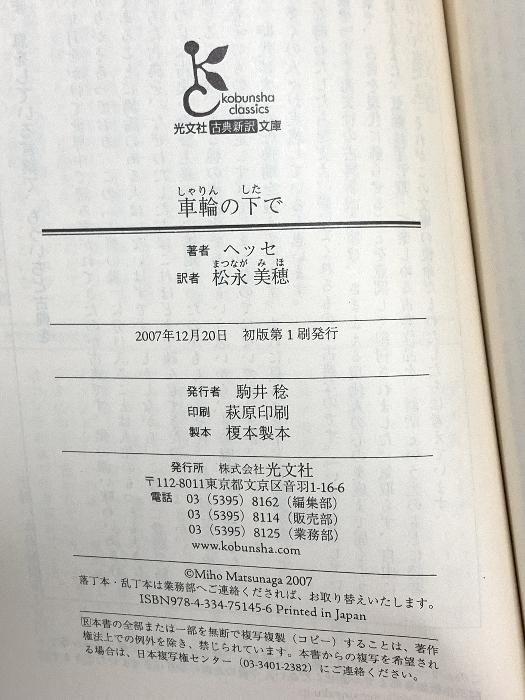 kobunsha
classics
光文社古典新訳文庫
しゃりん した
車輪の下で
著者 ヘッセ
まつなが み ほ
訳者 松永 美穂
2007年12月20日 初版第1刷発行
発行者 駒井 稔
印刷 萩原印刷
製本 榎本製本
発行所 株式会社光文社
〒112-8011東京都文京区音羽1-16-6
電話 03（5395）8162（編集部）
03（5395）8114（販売部）
03（5395）8125（業務部）
www.kobunsha.com
©Miho Matsunaga 2007
落丁本・乱丁本は業務部へご連絡くだされば、お取り替えいたします。
ISBN978-4-334-75145-6 Printed in Japan
Ⓡ本書の全部または一部を無断で複写複製（コピー）することは、著作
権法上での例外を除き、禁じられています。本書からの複写を希望され
る場合は、日本複写権センター（03-3401-2382）にご連絡ください。